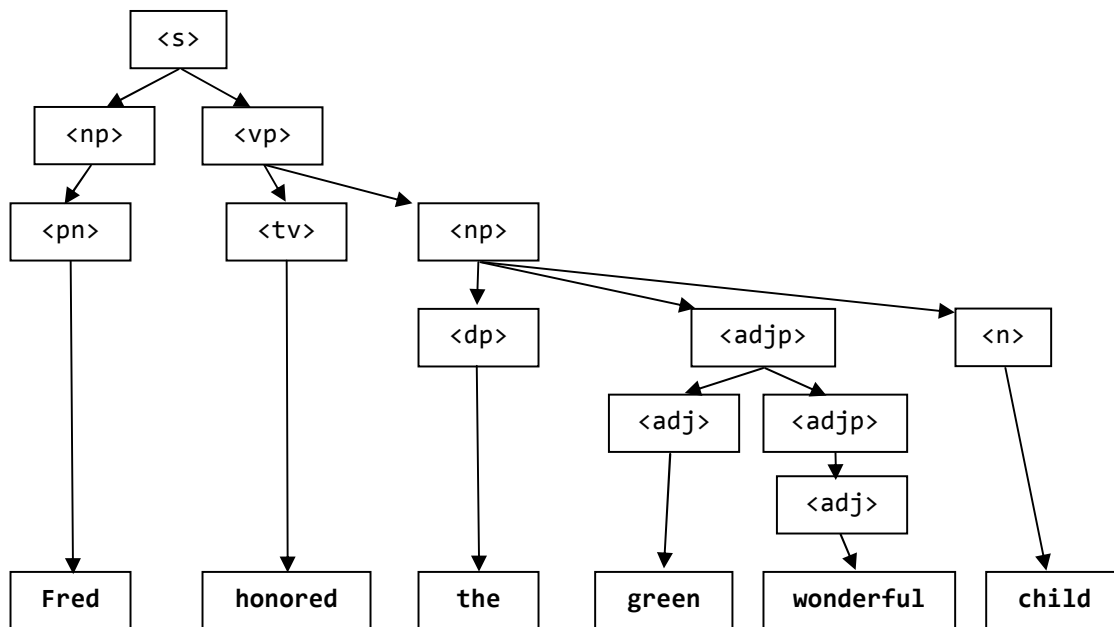 <s>
<np> <vp>
<pn> <tv> <np>
<dp> <adjp> <n>
<adj> <adjp>
<adj>
Fred honored the green wonderful child